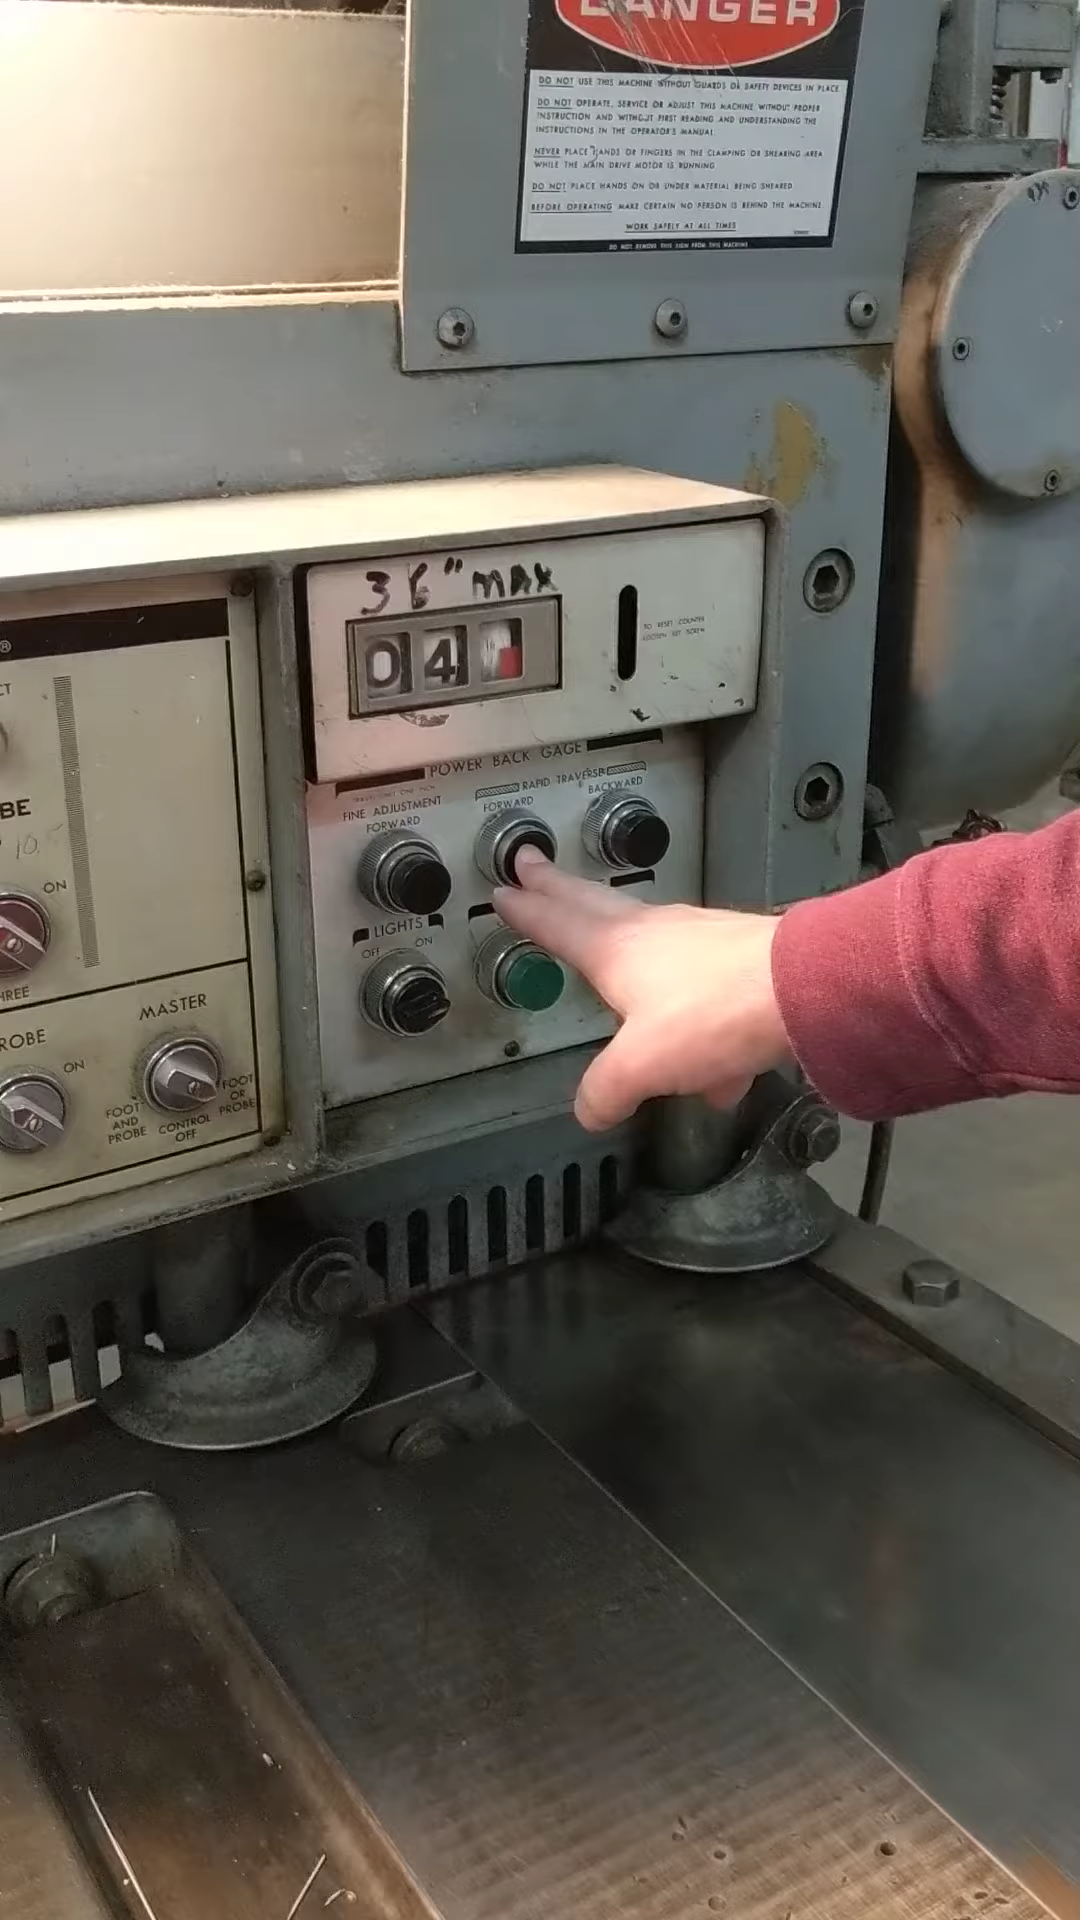 DANGER
DO NOT USE THIS MACHINE WITHOUT GUARDS OR SAFETY DEVICES IN PLACE
DO NOT OPERATE, SERVICE OR ADJUST THIS MACHINE WITHOUT PROPER
INSTRUCTION AND WITHOUT FIRST READING AND UNDERSTANDING THE
INSTRUCTIONS IN THE OPERATOR'S MANUAL
NEVER PLACE HANDS OR FINGERS IN THE CLAMPING OR SHEARING AREA
WHILE THE MAIN DRIVE MOTOR IS RUNNING
DO NOT PLACE HANDS ON OR UNDER MATERIAL BEING SHEARED
BEFORE OPERATING MAKE CERTAIN NO PERSON IS BEHIND THE MACHINE
WORK SAFELY AT ALL TIMES
DO NOT REMOVE THIS SIGN FROM THIS MACHINE
36" MAX
04
TO RESET COUNTER
LOOSEN SET SCREW
POWER BACK GAGE
RAPID TRAVERSE
FINE ADJUSTMENT
FORWARD
FORWARD
BACKWARD
LIGHTS
OFF ON
®
CT
BE
10.5
ON
HREE
MASTER
ROBE
ON
FOOT
AND
PROBE
CONTROL
OFF
FOOT
OR
PROBE